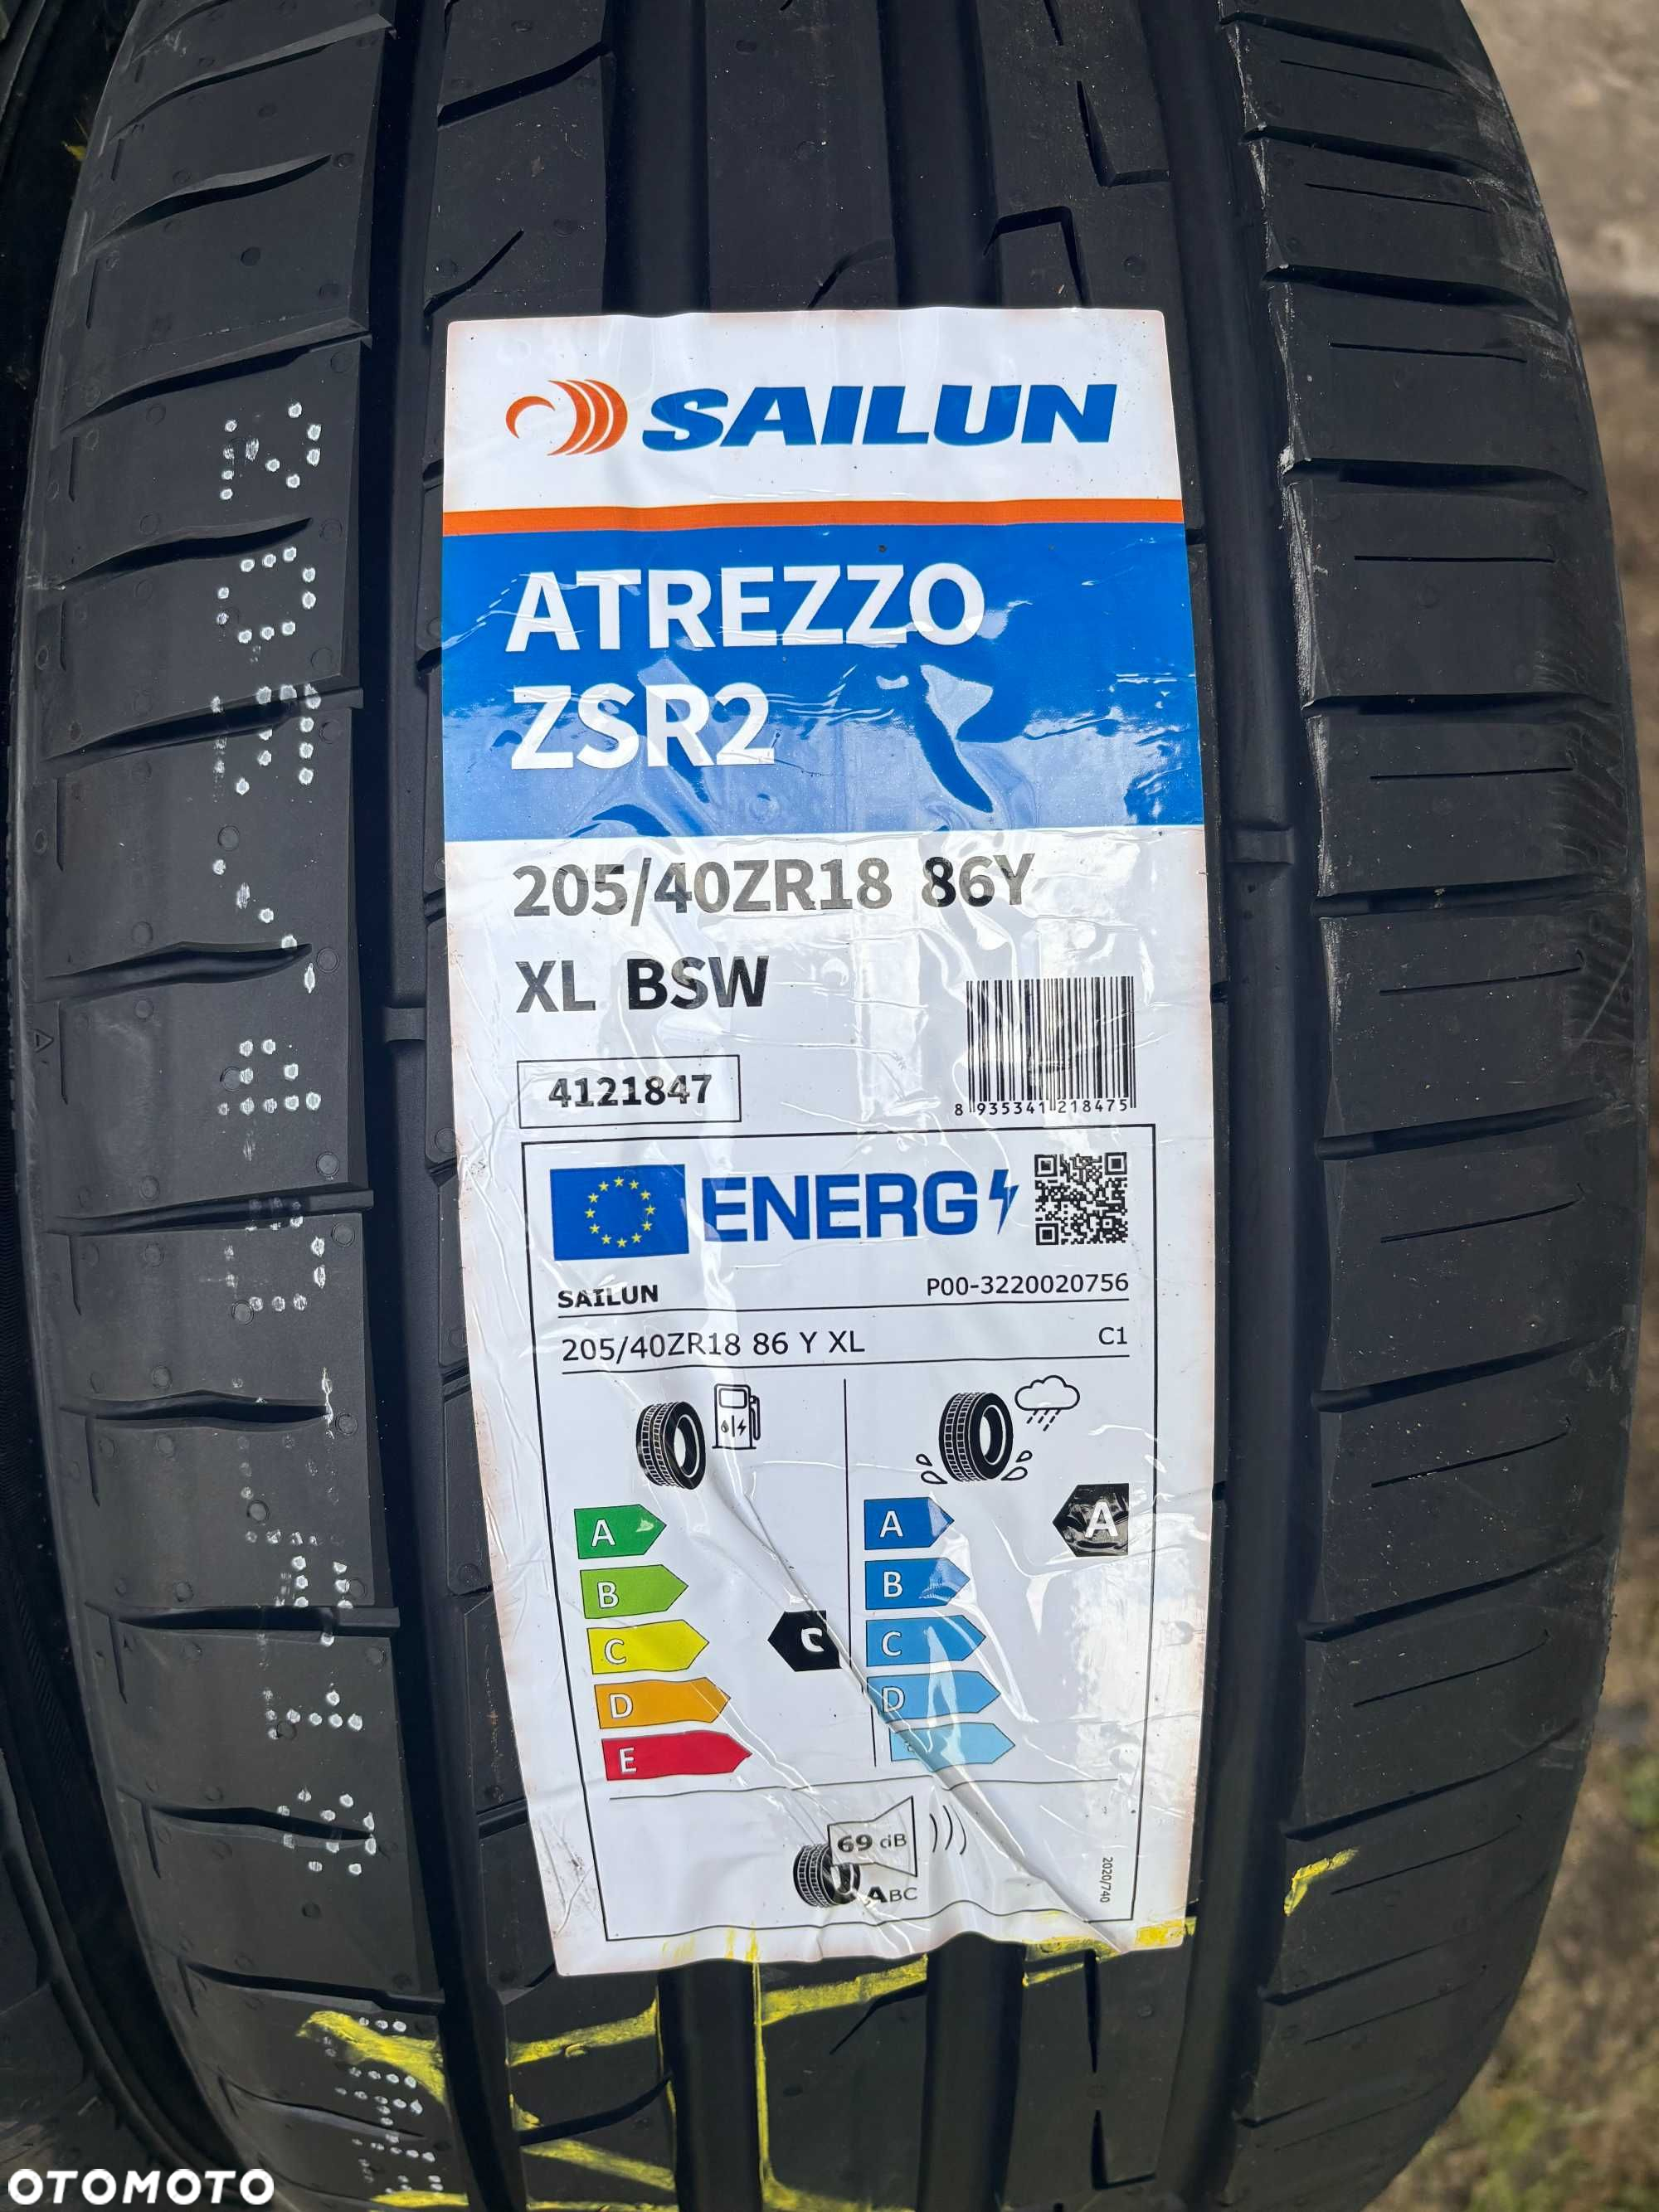 SAILUN
ATREZZO
ZSR2
205/40ZR18 86Y
XL BSW
4121847
8 935341 218475
ENERG
SAILUN P00-3220020756
205/40ZR18 86 Y XL C1
A A A
B B
C C C
D D
E
69 dB
ABC
2020/740
OTOMOTO